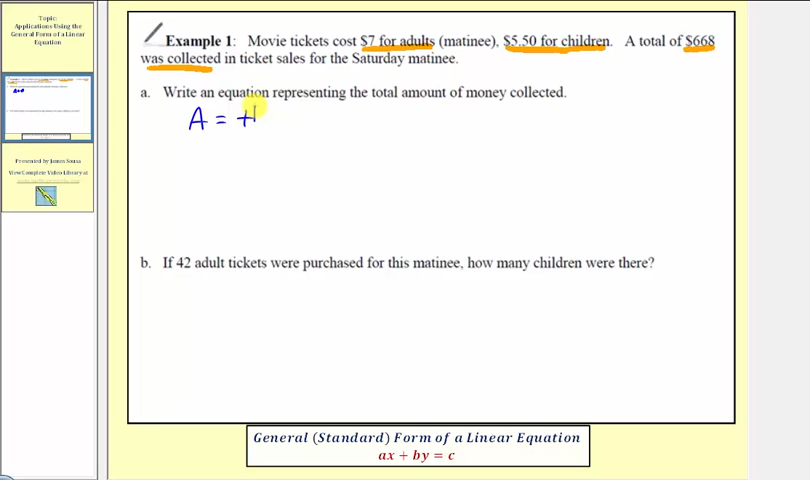 Topic:
Applications Using the
General Form of a Linear
Equation
Presented by James Sousa
View Complete Video Library at
Example 1: Movie tickets cost $7 for adults (matinee), $5.50 for children. A total of $668
was collected in ticket sales for the Saturday matinee.
a. Write an equation representing the total amount of money collected.
A = #
b. If 42 adult tickets were purchased for this matinee, how many children were there?
General (Standard) Form of a Linear Equation
ax + by = c